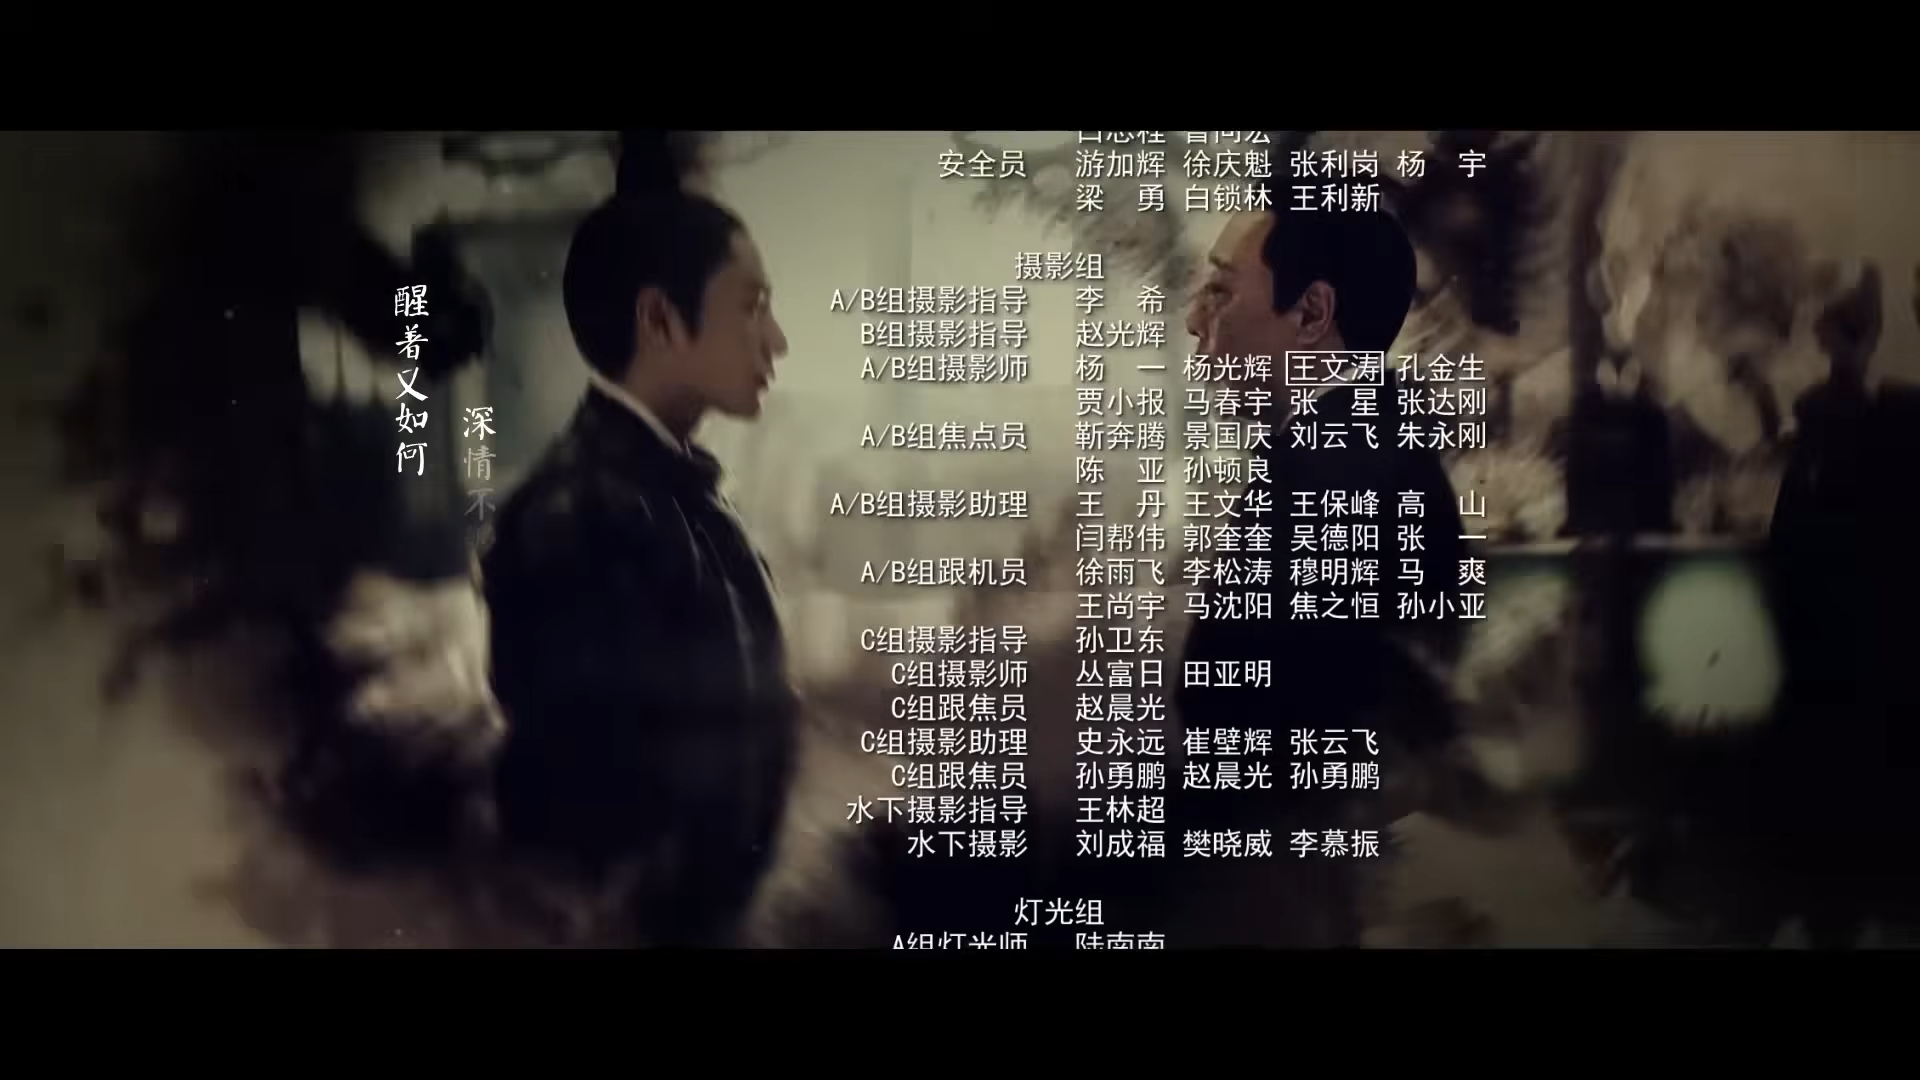 醒着又如何
深情不
安全员 游加辉 徐庆魁 张利岗 杨 宇
梁 勇 白锁林 王利新
摄影组
A/B组摄影指导 李 希
B组摄影指导 赵光辉
A/B组摄影师 杨 一 杨光辉 王文涛 孔金生
贾小报 马春宇 张 星 张达刚
A/B组焦点员 靳奔腾 景国庆 刘云飞 朱永刚
陈 亚 孙顿良
A/B组摄影助理 王 丹 王文华 王保峰 高 山
闫帮伟 郭奎奎 吴德阳 张 一
A/B组跟机员 徐雨飞 李松涛 穆明辉 马 爽
王尚宇 马沈阳 焦之恒 孙小亚
C组摄影指导 孙卫东
C组摄影师 丛富日 田亚明
C组跟焦员 赵晨光
C组摄影助理 史永远 崔壁辉 张云飞
C组跟焦员 孙勇鹏 赵晨光 孙勇鹏
水下摄影指导 王林超
水下摄影 刘成福 樊晓威 李慕振
灯光组
A组灯光师 陆南南